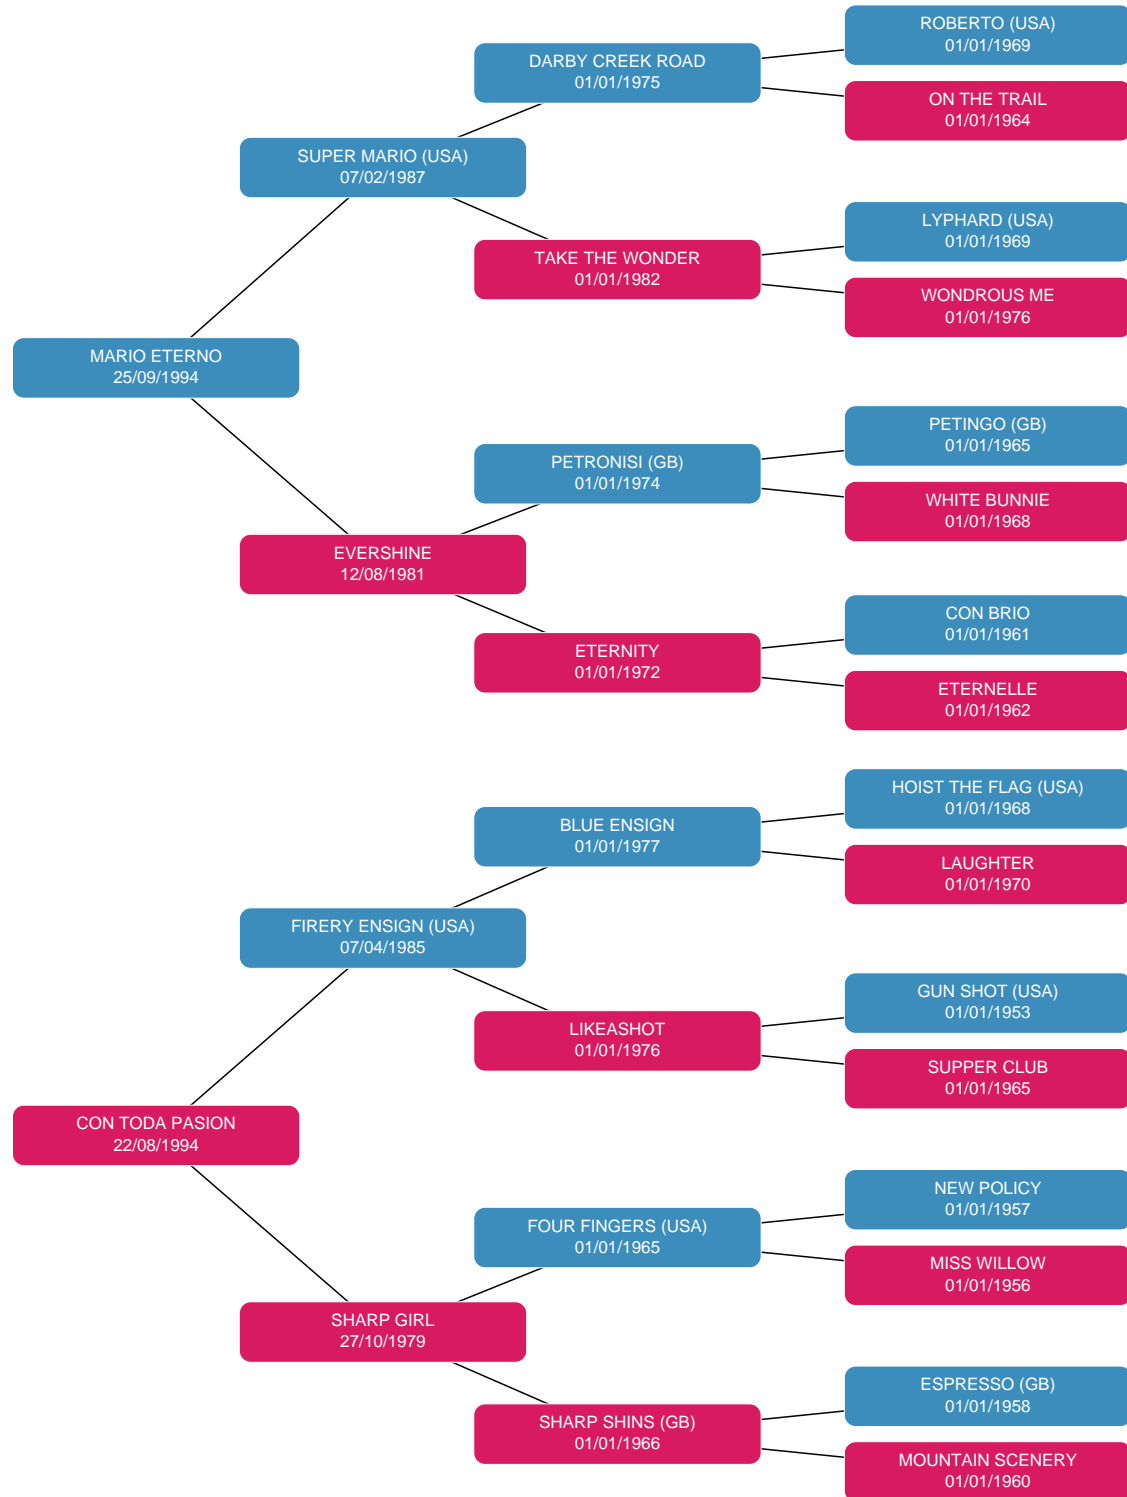 ROBERTO (USA)
01/01/1969
DARBY CREEK ROAD
01/01/1975
ON THE TRAIL
01/01/1964
SUPER MARIO (USA)
07/02/1987
LYPHARD (USA)
01/01/1969
TAKE THE WONDER
01/01/1982
WONDROUS ME
01/01/1976
MARIO ETERNO
25/09/1994
PETINGO (GB)
01/01/1965
PETRONISI (GB)
01/01/1974
WHITE BUNNIE
01/01/1968
EVERSHINE
12/08/1981
CON BRIO
01/01/1961
ETERNITY
01/01/1972
ETERNELLE
01/01/1962
HOIST THE FLAG (USA)
01/01/1968
BLUE ENSIGN
01/01/1977
LAUGHTER
01/01/1970
FIRERY ENSIGN (USA)
07/04/1985
GUN SHOT (USA)
01/01/1953
LIKEASHOT
01/01/1976
SUPPER CLUB
01/01/1965
CON TODA PASION
22/08/1994
NEW POLICY
01/01/1957
FOUR FINGERS (USA)
01/01/1965
MISS WILLOW
01/01/1956
SHARP GIRL
27/10/1979
ESPRESSO (GB)
01/01/1958
SHARP SHINS (GB)
01/01/1966
MOUNTAIN SCENERY
01/01/1960